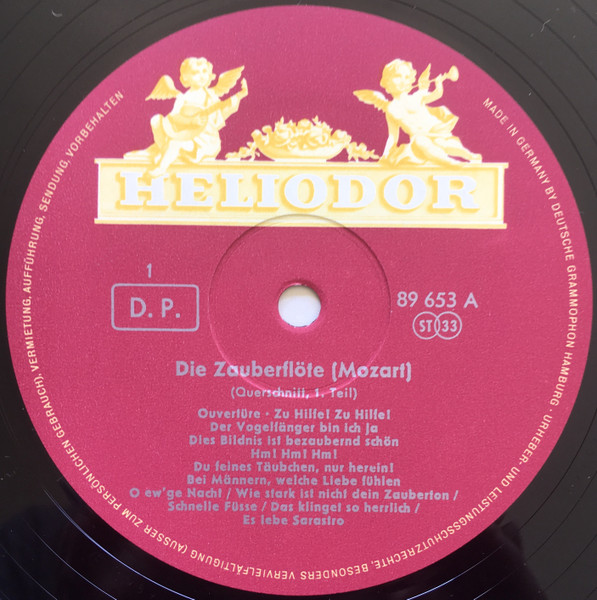 HELIODOR
1
D. P.
89 653 A
ST 33
Die Zauberflöte (Mozart)
(Querschnitt, 1. Teil)
Ouvertüre · Zu Hilfe! Zu Hilfe!
Der Vogelfänger bin ich ja
Dies Bildnis ist bezaubernd schön
Hm! Hm! Hm!
Du feines Täubchen, nur herein!
Bei Männern, welche Liebe fühlen
O ew'ge Nacht / Wie stark ist nicht dein Zauberton /
Schnelle Füsse / Das klinget so herrlich /
Es lebe Sarastro
MADE IN GERMANY BY DEUTSCHE GRAMMOPHON HAMBURG · URHEBER- UND LEISTUNGSSCHUTZRECHTE, BESONDERS VERVIELFÄLTIGUNG (AUSSER ZUM PERSÖNLICHEN GEBRAUCH), VERMIETUNG, AUFFÜHRUNG, SENDUNG, VORBEHALTEN